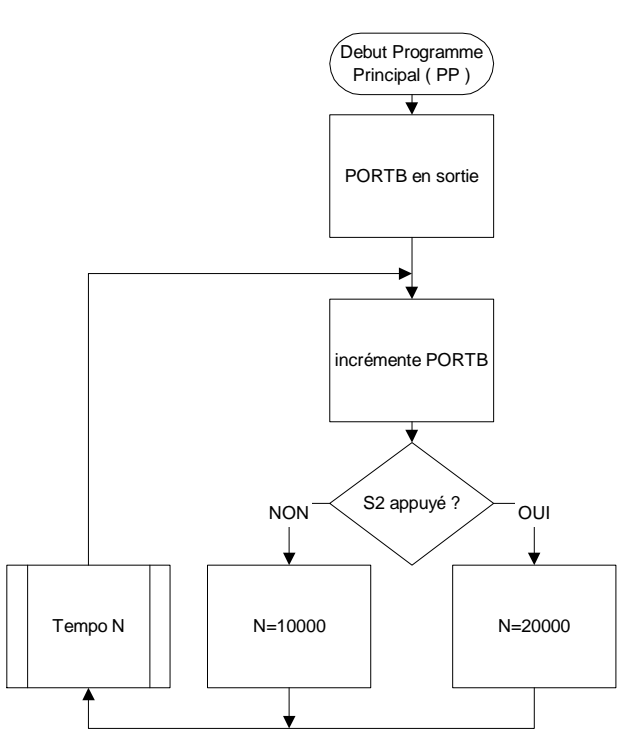 Debut Programme
Principal ( PP )
PORTB en sortie
incrémente PORTB
S2 appuyé ?
NON
OUI
Tempo N
N=10000
N=20000